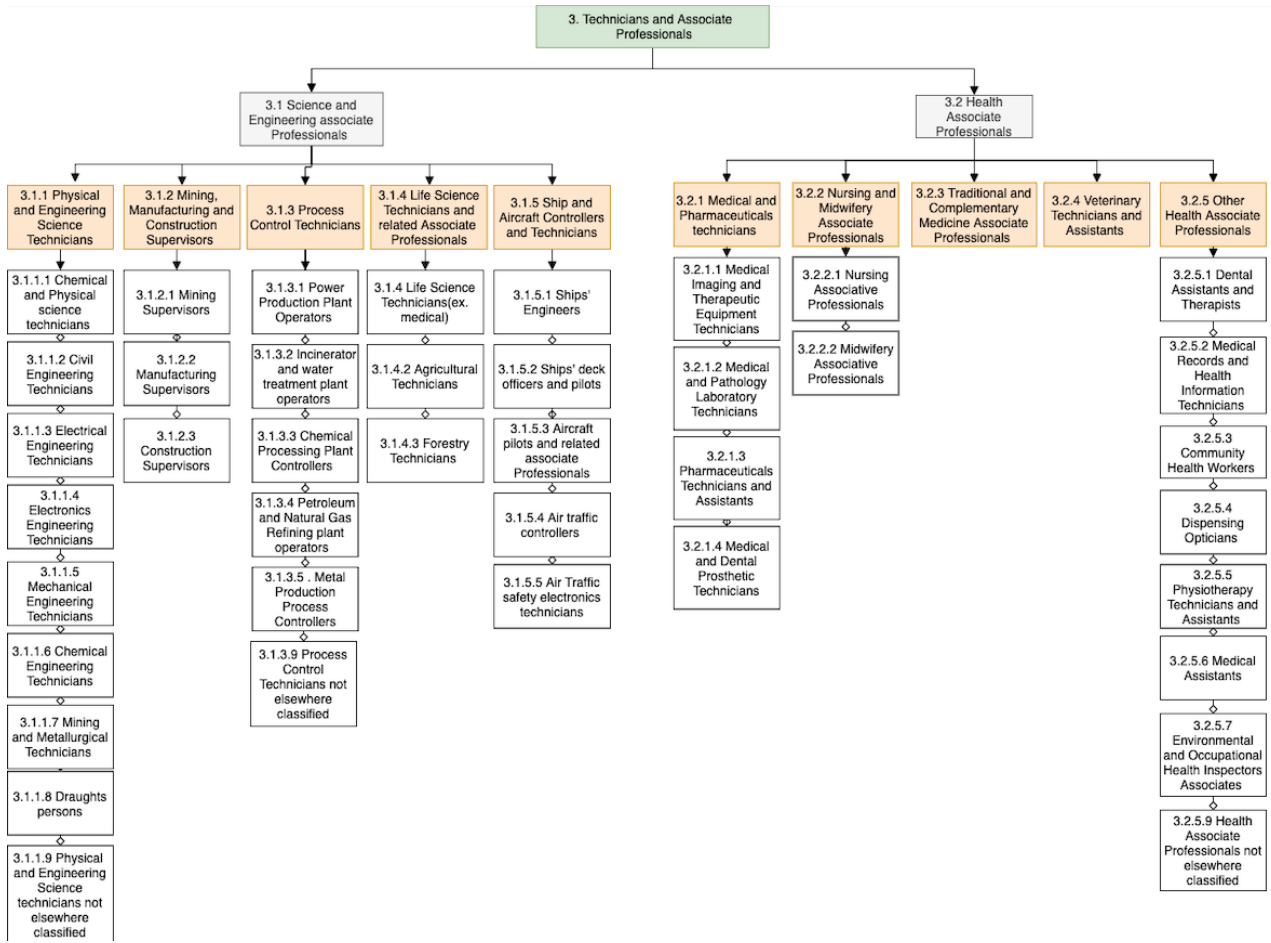 3. Technicians and Associate
Professionals
3.1 Science and
Engineering associate
Professionals
3.2 Health
Associate
Professionals
3.1.1 Physical
and Engineering
Science
Technicians
3.1.2 Mining,
Manufacturing and
Construction
Supervisors
3.1.3 Process
Control Technicians
3.1.4 Life Science
Technicians and
related Associate
Professionals
3.1.5 Ship and
Aircraft Controllers
and Technicians
3.2.1 Medical and
Pharmaceuticals
technicians
3.2.2 Nursing and
Midwifery
Associate
Professionals
3.2.3 Traditional and
Complementary
Medicine Associate
Professionals
3.2.4 Veterinary
Technicians and
Assistants
3.2.5 Other
Health Associate
Professionals
3.1.1.1 Chemical
and Physical
science
technicians
3.1.1.2 Civil
Engineering
Technicians
3.1.1.3 Electrical
Engineering
Technicians
3.1.1.4
Electronics
Engineering
Technicians
3.1.1.5
Mechanical
Engineering
Technicians
3.1.1.6 Chemical
Engineering
Technicians
3.1.1.7 Mining
and Metallurgical
Technicians
3.1.1.8 Draughts
persons
3.1.1.9 Physical
and Engineering
Science
technicians not
elsewhere
classified
3.1.2.1 Mining
Supervisors
3.1.2.2
Manufacturing
Supervisors
3.1.2.3
Construction
Supervisors
3.1.3.1 Power
Production Plant
Operators
3.1.3.2 Incinerator
and water
treatment plant
operators
3.1.3.3 Chemical
Processing Plant
Controllers
3.1.3.4 Petroleum
and Natural Gas
Refining plant
operators
3.1.3.5 . Metal
Production
Process
Controllers
3.1.3.9 Process
Control
Technicians not
elsewhere
classified
3.1.4 Life Science
Technicians(ex.
medical)
3.1.4.2 Agricultural
Technicians
3.1.4.3 Forestry
Technicians
3.1.5.1 Ships'
Engineers
3.1.5.2 Ships' deck
officers and pilots
3.1.5.3 Aircraft
pilots and related
associate
Professionals
3.1.5.4 Air traffic
controllers
3.1.5.5 Air Traffic
safety electronics
technicians
3.2.1.1 Medical
Imaging and
Therapeutic
Equipment
Technicians
3.2.1.2 Medical
and Pathology
Laboratory
Technicians
3.2.1.3
Pharmaceuticals
Technicians and
Assistants
3.2.1.4 Medical
and Dental
Prosthetic
Technicians
3.2.2.1 Nursing
Associative
Professionals
3.2.2.2 Midwifery
Associative
Professionals
3.2.5.1 Dental
Assistants and
Therapists
3.2.5.2 Medical
Records and
Health
Information
Technicians
3.2.5.3
Community
Health Workers
3.2.5.4
Dispensing
Opticians
3.2.5.5
Physiotherapy
Technicians and
Assistants
3.2.5.6 Medical
Assistants
3.2.5.7
Environmental
and Occupational
Health Inspectors
Associates
3.2.5.9 Health
Associate
Professionals not
elsewhere
classified